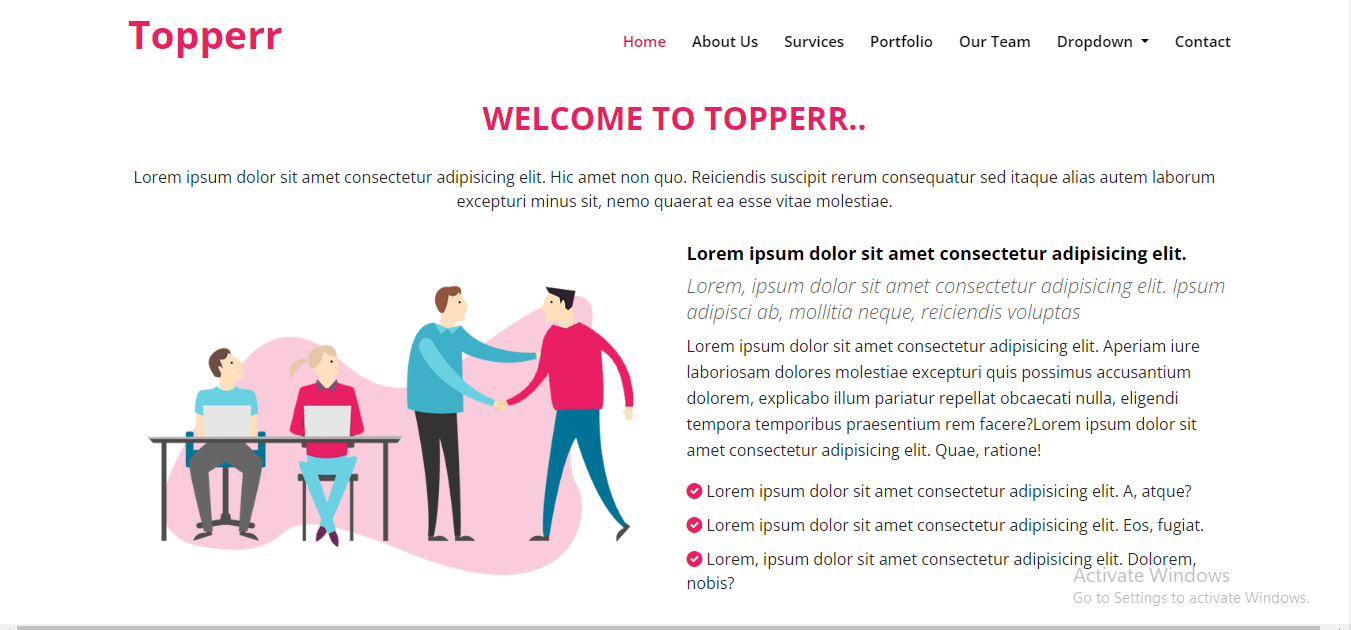 Topperr
Home About Us Survices Portfolio Our Team Dropdown Contact
WELCOME TO TOPPERR..
Lorem ipsum dolor sit amet consectetur adipisicing elit. Hic amet non quo. Reiciendis suscipit rerum consequatur sed itaque alias autem laborum
excepturi minus sit, nemo quaerat ea esse vitae molestiae.
Lorem ipsum dolor sit amet consectetur adipisicing elit.
Lorem, ipsum dolor sit amet consectetur adipisicing elit. Ipsum
adipisci ab, mollitia neque, reiciendis voluptas
Lorem ipsum dolor sit amet consectetur adipisicing elit. Aperiam iure
laboriosam dolores molestiae excepturi quis possimus accusantium
dolorem, explicabo illum pariatur repellat obcaecati nulla, eligendi
tempora temporibus praesentium rem facere?Lorem ipsum dolor sit
amet consectetur adipisicing elit. Quae, ratione!
Lorem ipsum dolor sit amet consectetur adipisicing elit. A, atque?
Lorem ipsum dolor sit amet consectetur adipisicing elit. Eos, fugiat.
Lorem, ipsum dolor sit amet consectetur adipisicing elit. Dolorem,
nobis?
Activate Windows
Go to Settings to activate Windows.